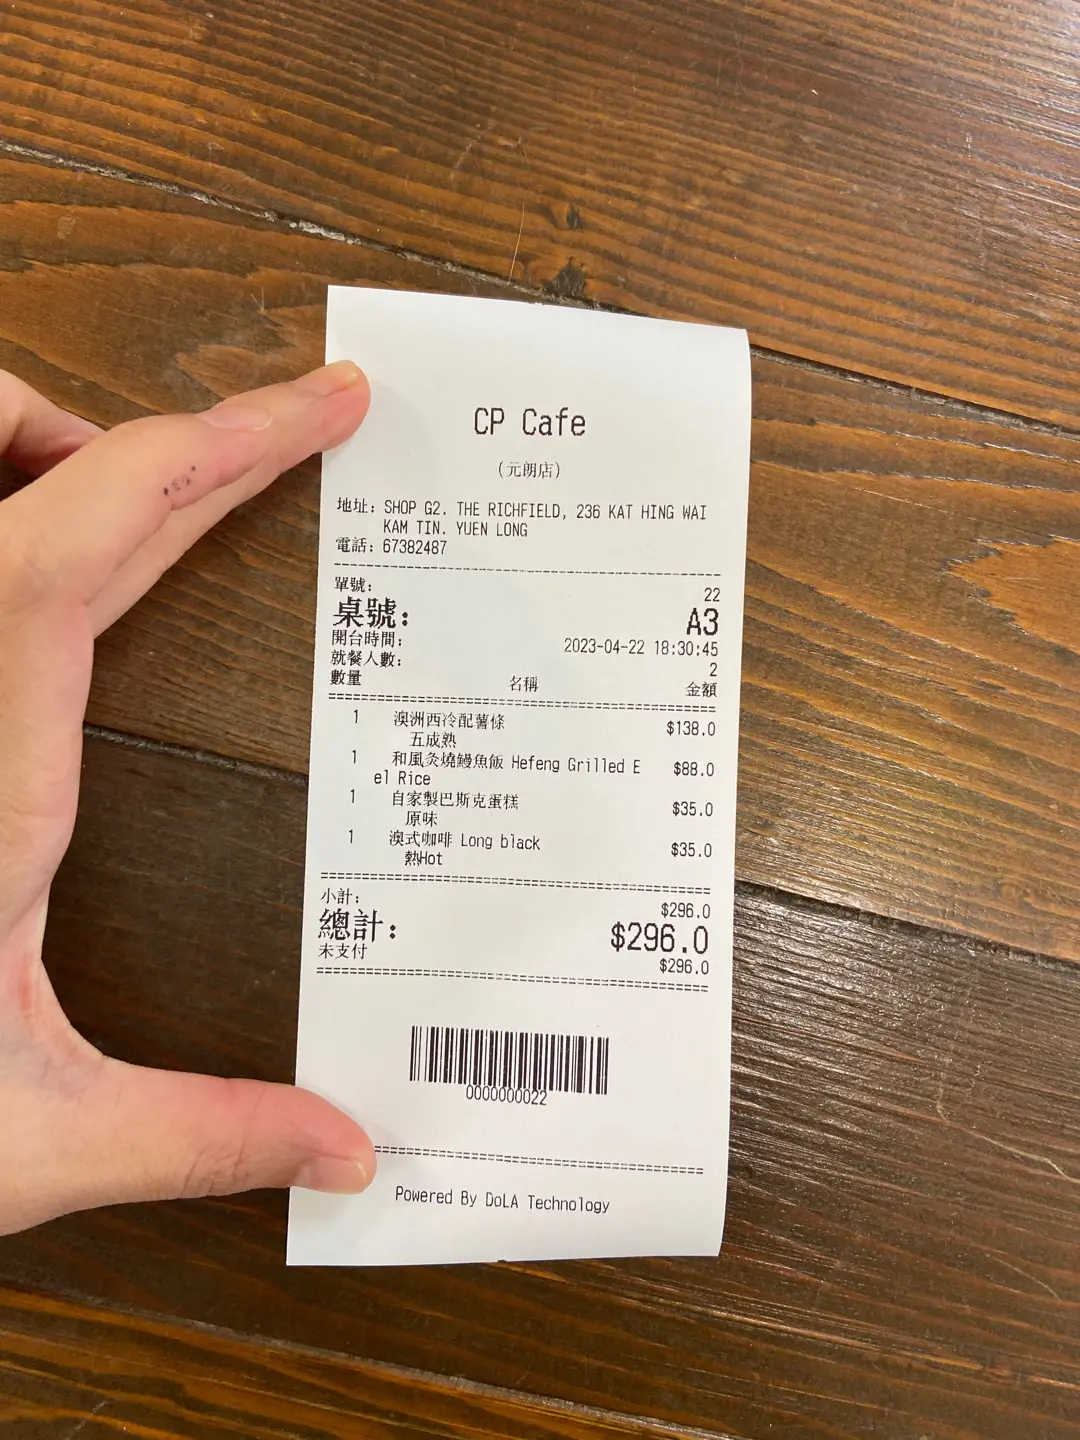 CP Cafe
(元朗店)
地址: SHOP G2. THE RICHFIELD, 236 KAT HING WAI
KAM TIN. YUEN LONG
電話: 67382487
單號: 22
桌號: A3
開台時間: 2023-04-22 18:30:45
就餐人數: 2
數量 名稱 金額
1 澳洲西冷配薯條 $138.0
五成熟
1 和風灸燒鰻魚飯 Hefeng Grilled E $88.0
el Rice
1 自家製巴斯克蛋糕 $35.0
原味
1 澳式咖啡 Long black $35.0
熱Hot
小計: $296.0
總計: $296.0
未支付 $296.0
0000000022
Powered By DoLA Technology